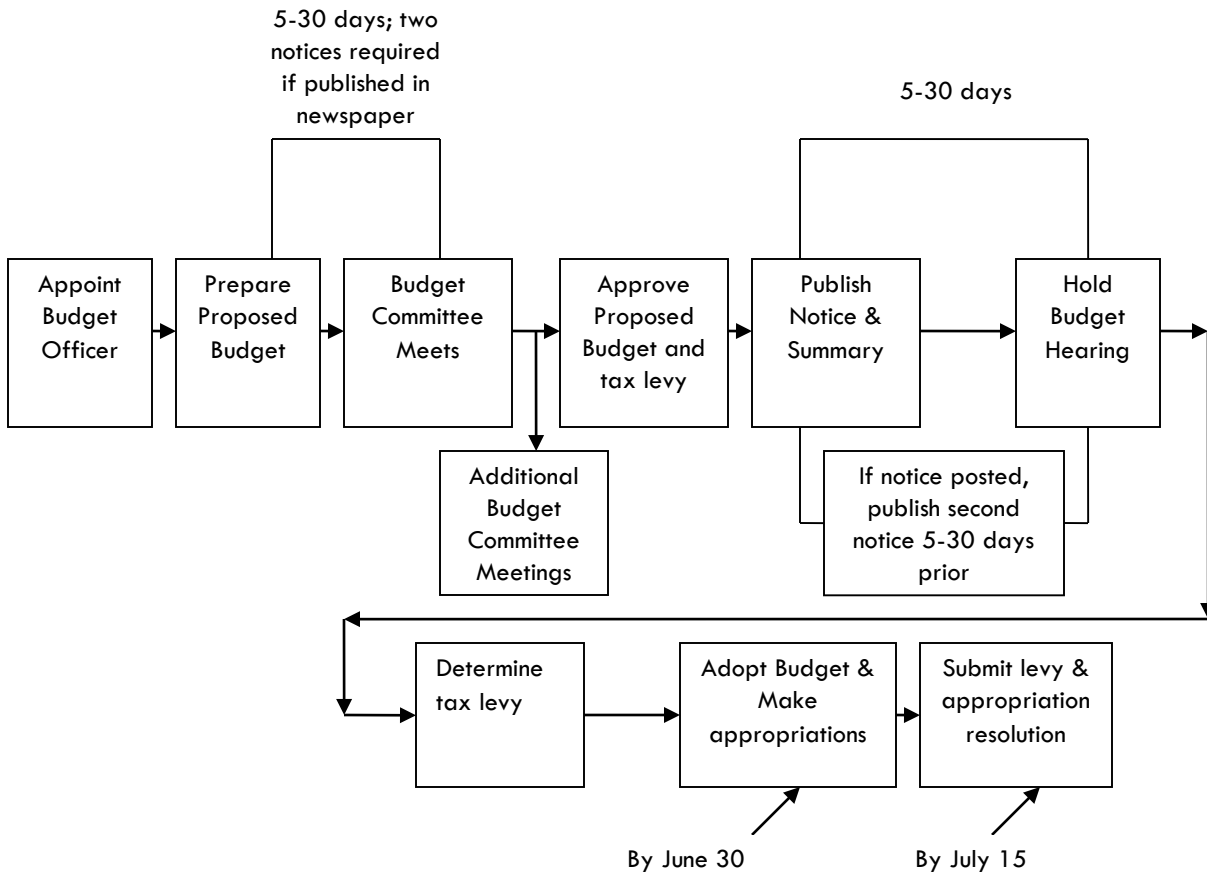 5-30 days; two
notices required
if published in
newspaper
5-30 days
Appoint
Budget
Officer
Prepare
Proposed
Budget
Budget
Committee
Meets
Approve
Proposed
Budget and
tax levy
Publish
Notice &
Summary
Hold
Budget
Hearing
Additional
Budget
Committee
Meetings
If notice posted,
publish second
notice 5-30 days
prior
Determine
tax levy
Adopt Budget &
Make
appropriations
Submit levy &
appropriation
resolution
By June 30
By July 15